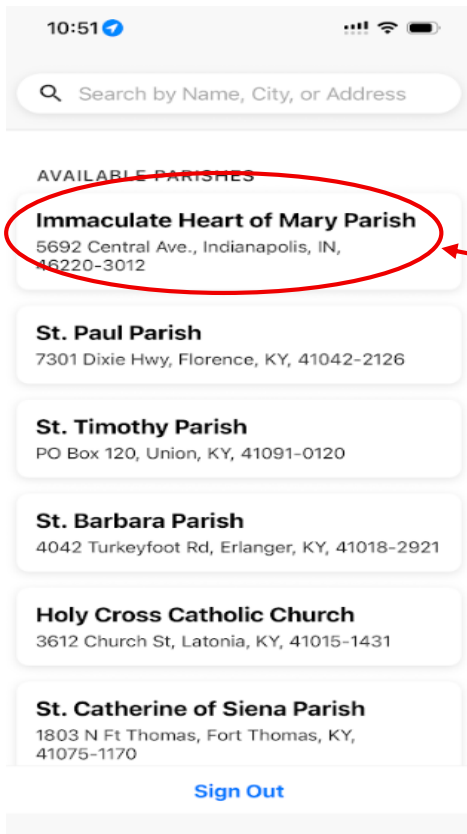 10:51
Search by Name, City, or Address
AVAILABLE PARISHES
Immaculate Heart of Mary Parish
5692 Central Ave., Indianapolis, IN,
46220-3012
St. Paul Parish
7301 Dixie Hwy, Florence, KY, 41042-2126
St. Timothy Parish
PO Box 120, Union, KY, 41091-0120
St. Barbara Parish
4042 Turkeyfoot Rd, Erlanger, KY, 41018-2921
Holy Cross Catholic Church
3612 Church St, Latonia, KY, 41015-1431
St. Catherine of Siena Parish
1803 N Ft Thomas, Fort Thomas, KY,
41075-1170
Sign Out